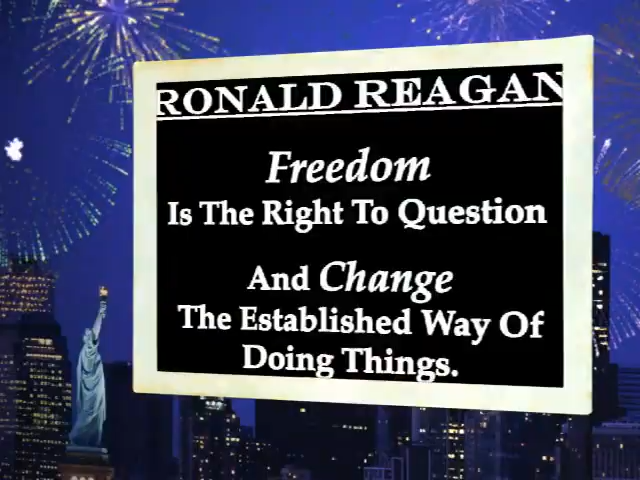 RONALD REAGAN
Freedom
Is The Right To Question
And Change
The Established Way Of
Doing Things.